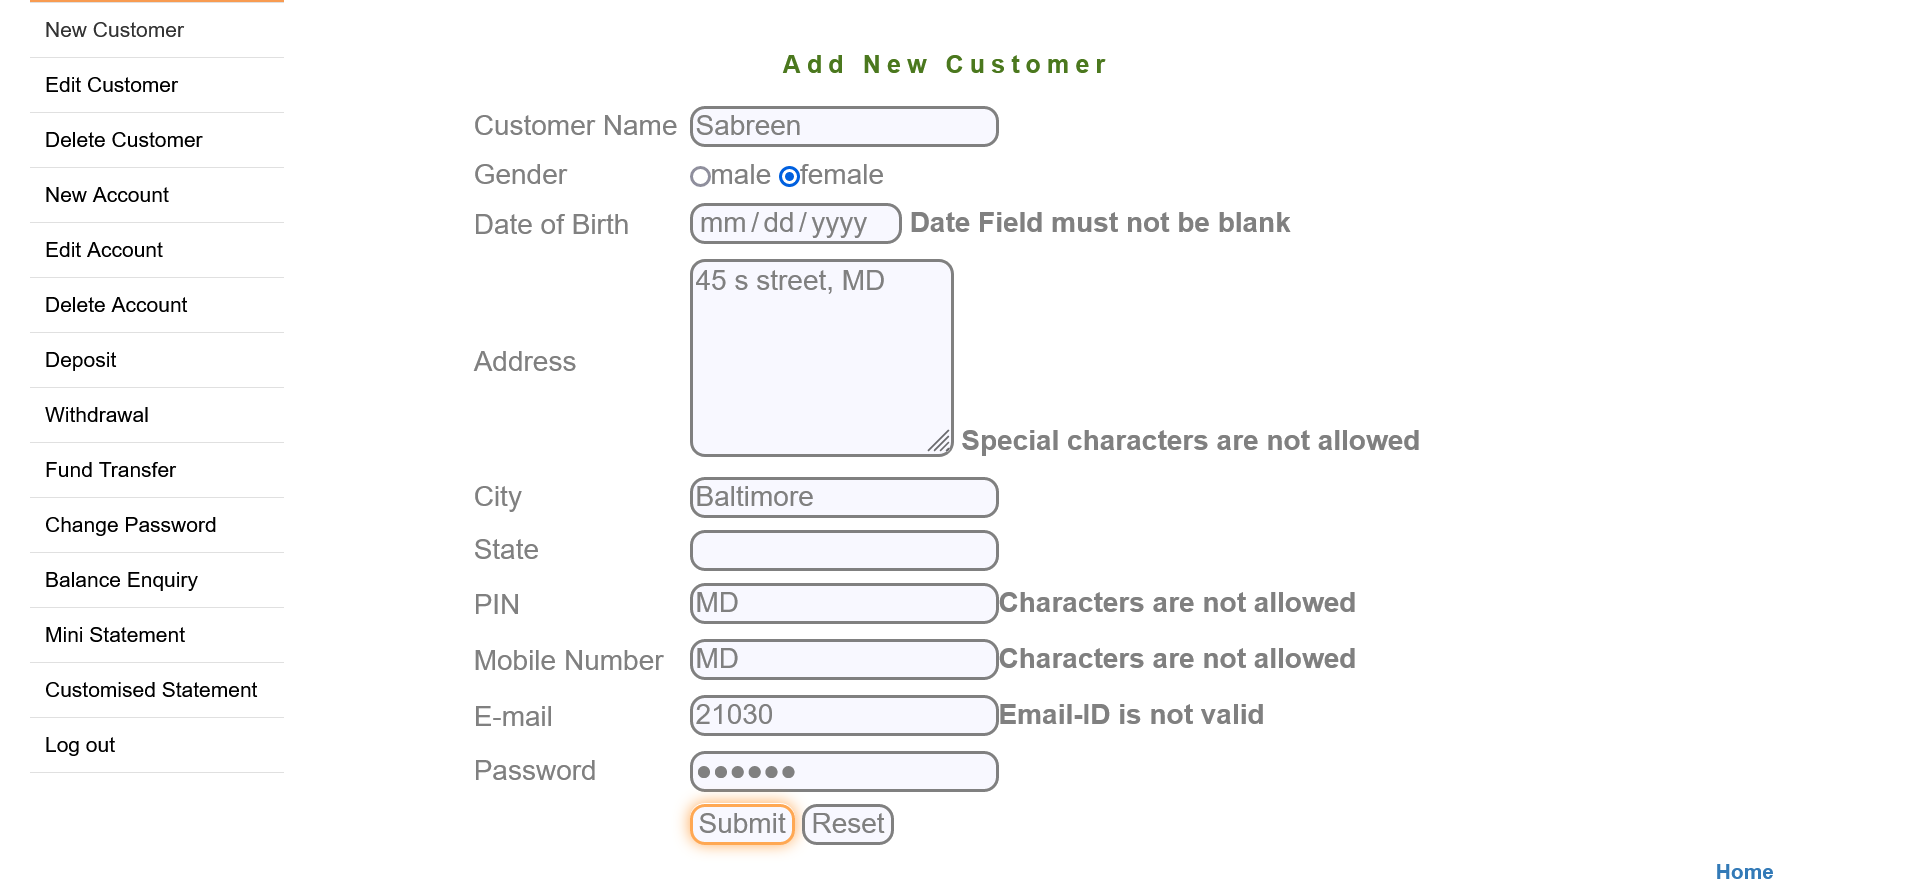 New Customer
Edit Customer
Delete Customer
New Account
Edit Account
Delete Account
Deposit
Withdrawal
Fund Transfer
Change Password
Balance Enquiry
Mini Statement
Customised Statement
Log out
Add New Customer
Customer Name Sabreen
Gender male female
Date of Birth mm/dd/yyyy Date Field must not be blank
Address 45 s street, MD
Special characters are not allowed
City Baltimore
State
PIN MD Characters are not allowed
Mobile Number MD Characters are not allowed
E-mail 21030 Email-ID is not valid
Password ●●●●●●
Submit Reset
Home